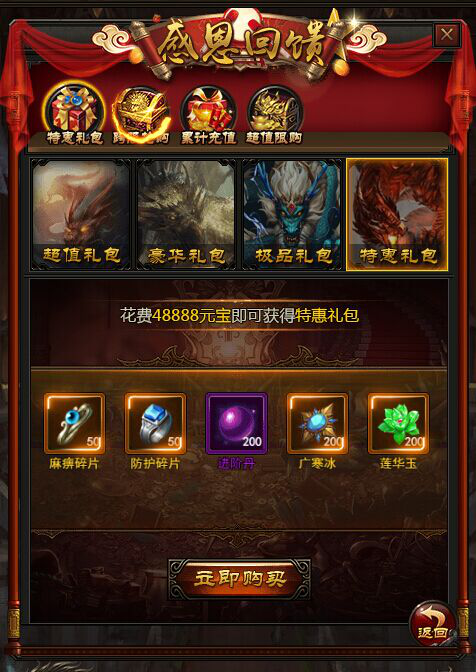 感恩回馈
特惠礼包
累计充值
超值限购
超值礼包
豪华礼包
极品礼包
特惠礼包
花费48888元宝即可获得特惠礼包
50
50
200
200
200
麻痹碎片
防护碎片
进阶丹
广寒冰
莲华玉
立即购买
返回